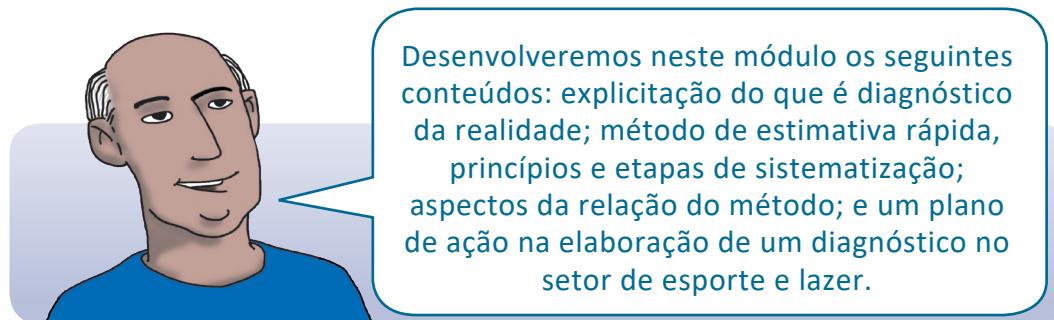 Desenvolveremos neste módulo os seguintes
conteúdos: explicitação do que é diagnóstico
da realidade; método de estimativa rápida,
princípios e etapas de sistematização;
aspectos da relação do método; e um plano
de ação na elaboração de um diagnóstico no
setor de esporte e lazer.